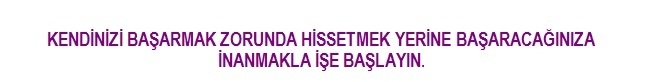 KENDİNİZİ BAŞARMAK ZORUNDA HİSSETMEK YERİNE BAŞARACAĞINIZA
İNANMAKLA İŞE BAŞLAYIN.